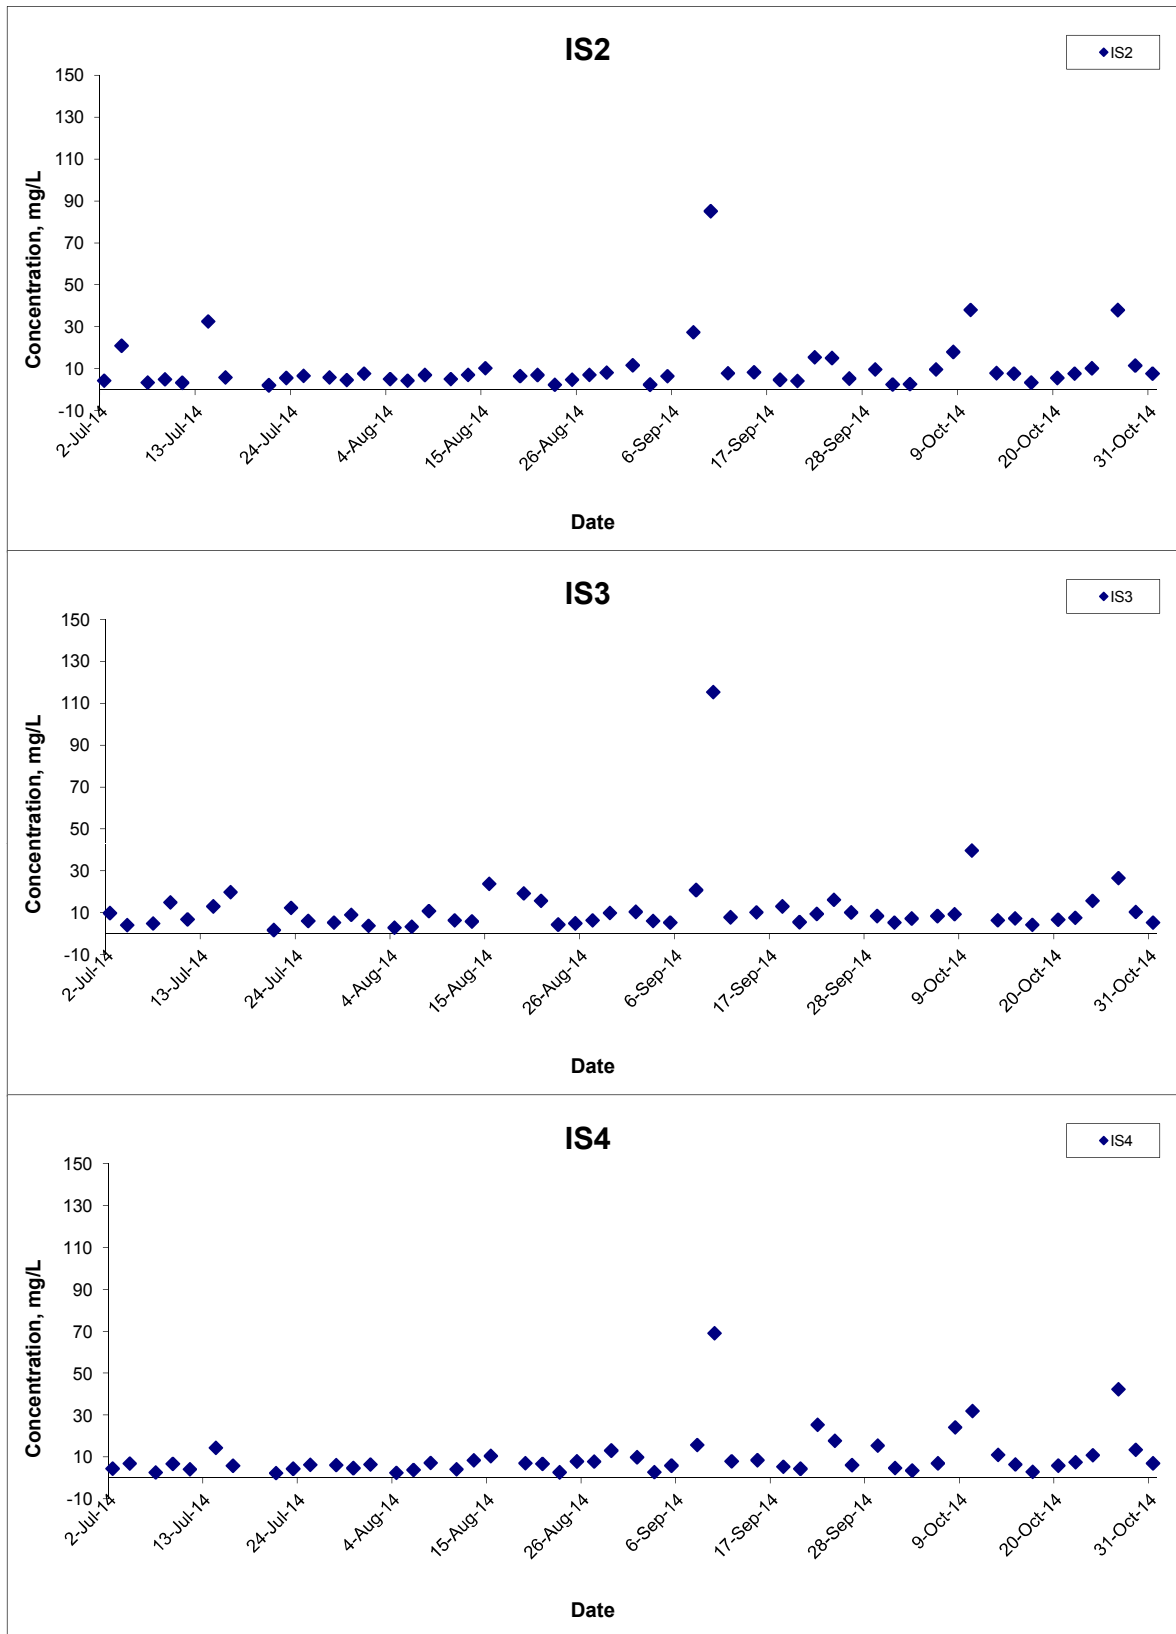 IS2
IS2
150
130
110
90
70
50
30
10
-10
Concentration, mg/L
2-Jul-14
13-Jul-14
24-Jul-14
4-Aug-14
15-Aug-14
26-Aug-14
6-Sep-14
17-Sep-14
28-Sep-14
9-Oct-14
20-Oct-14
31-Oct-14
Date
IS3
IS3
150
130
110
90
70
50
30
10
-10
Concentration, mg/L
2-Jul-14
13-Jul-14
24-Jul-14
4-Aug-14
15-Aug-14
26-Aug-14
6-Sep-14
17-Sep-14
28-Sep-14
9-Oct-14
20-Oct-14
31-Oct-14
Date
IS4
IS4
150
130
110
90
70
50
30
10
-10
Concentration, mg/L
2-Jul-14
13-Jul-14
24-Jul-14
4-Aug-14
15-Aug-14
26-Aug-14
6-Sep-14
17-Sep-14
28-Sep-14
9-Oct-14
20-Oct-14
31-Oct-14
Date